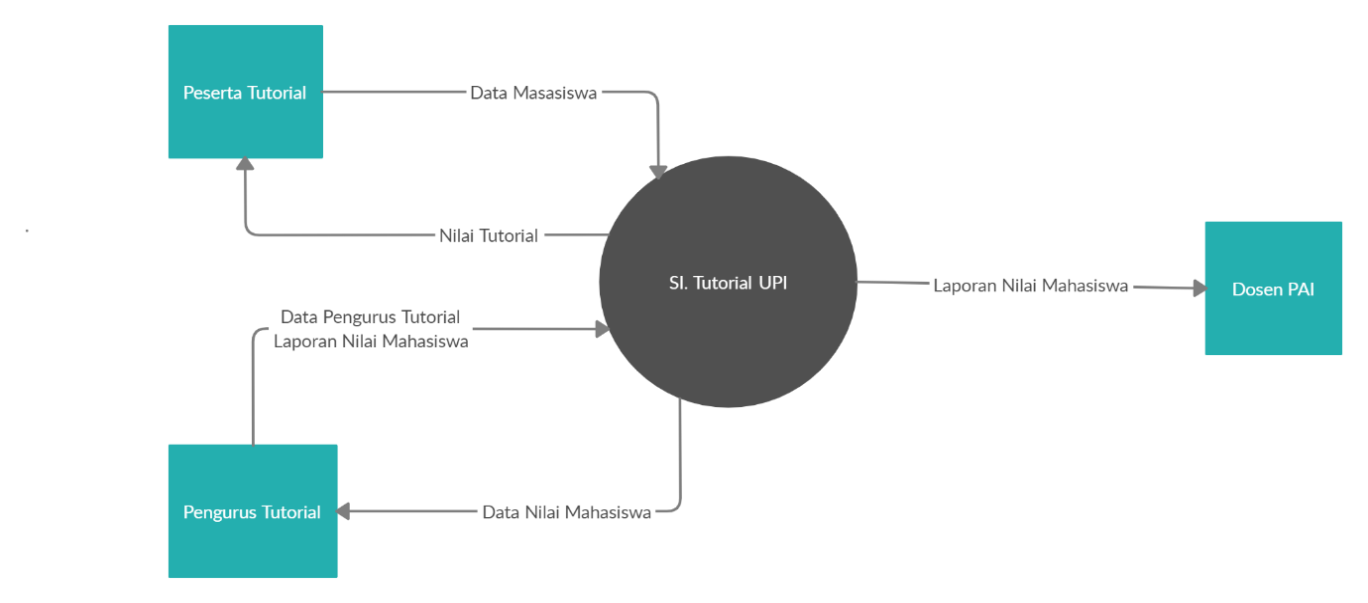 Peserta Tutorial
Data Masasiswa
Nilai Tutorial
SI. Tutorial UPI
Laporan Nilai Mahasiswa
Dosen PAI
Data Pengurus Tutorial
Laporan Nilai Mahasiswa
Pengurus Tutorial
Data Nilai Mahasiswa